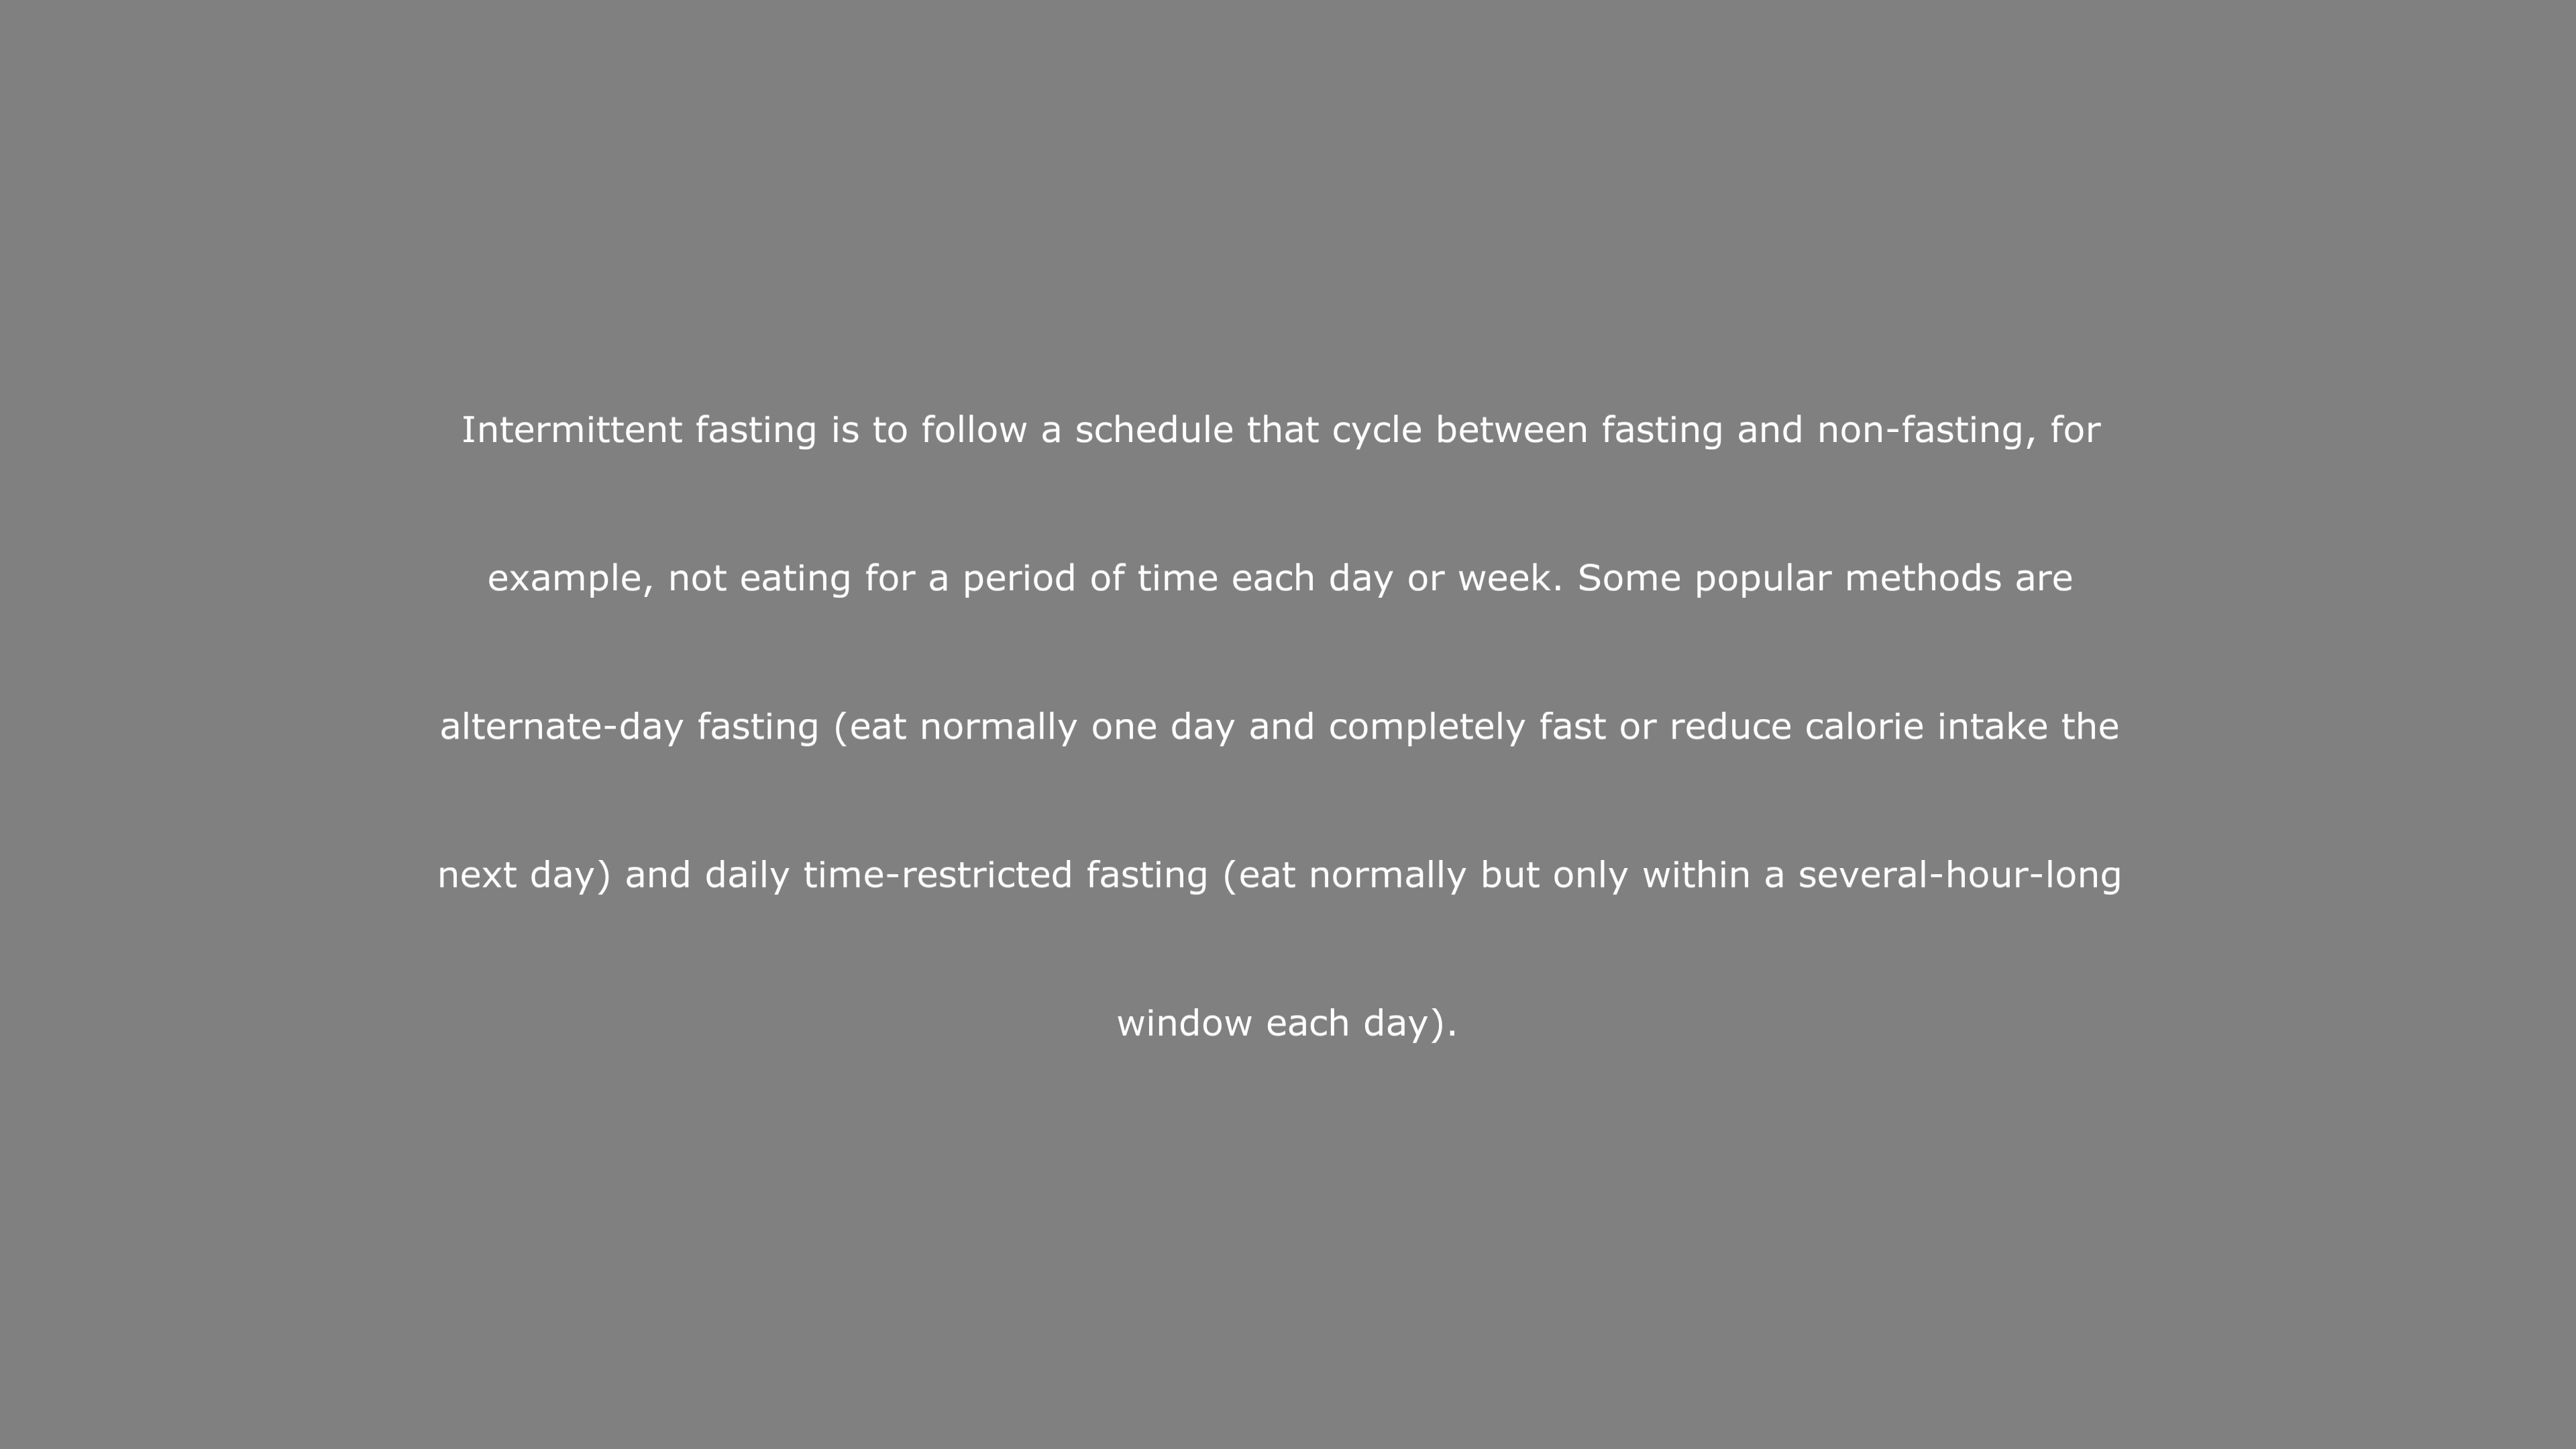 Intermittent fasting is to follow a schedule that cycle between fasting and non-fasting, for
example, not eating for a period of time each day or week. Some popular methods are
alternate-day fasting (eat normally one day and completely fast or reduce calorie intake the
next day) and daily time-restricted fasting (eat normally but only within a several-hour-long
window each day).